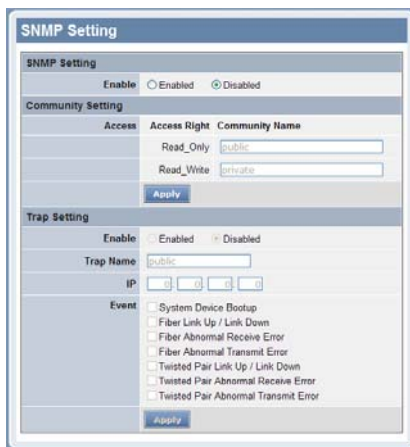 SNMP Setting
SNMP Setting
Enable Enabled Disabled
Community Setting
Access Access Right Community Name
Read_Only public
Read_Write private
Apply
Trap Setting
Enable Enabled Disabled
Trap Name public
IP 0. 0. 0. 0
Event System Device Bootup
Fiber Link Up / Link Down
Fiber Abnormal Receive Error
Fiber Abnormal Transmit Error
Twisted Pair Link Up / Link Down
Twisted Pair Abnormal Receive Error
Twisted Pair Abnormal Transmit Error
Apply